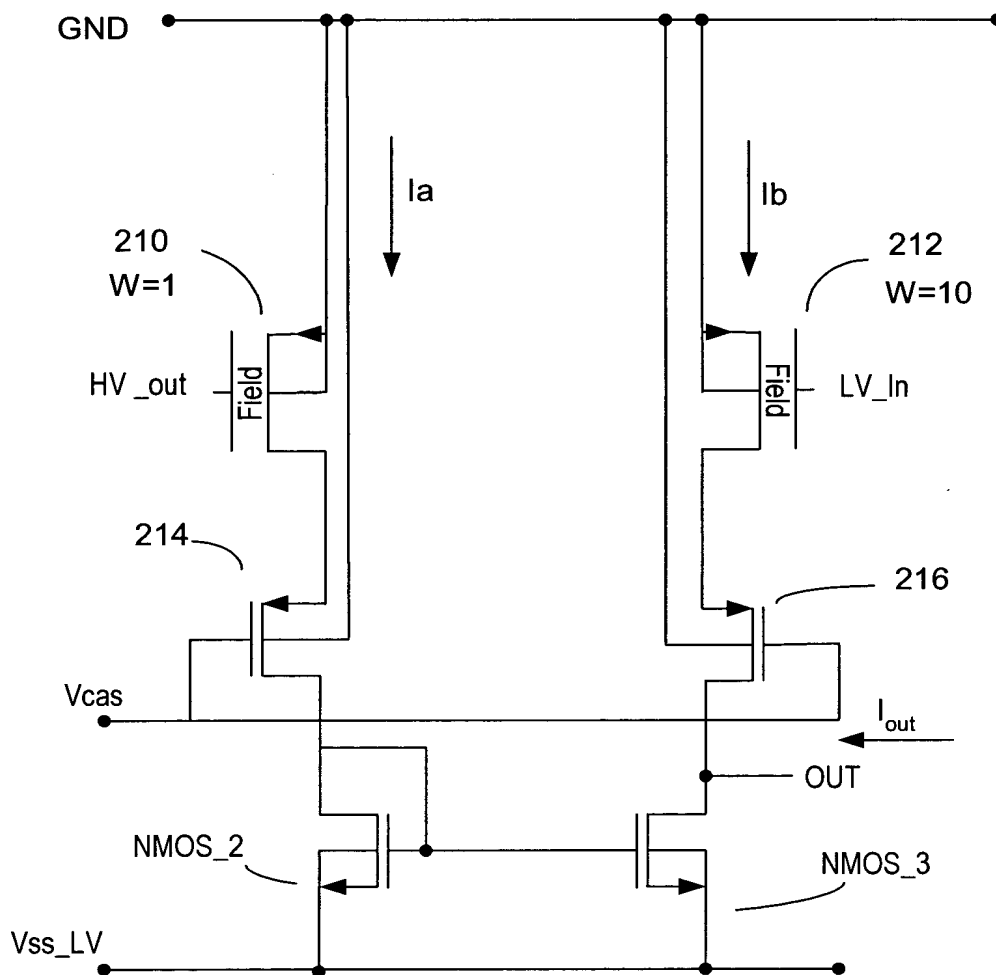 GND
Ia
Ib
210
W=1
212
W=10
HV_out
Field
Field
LV_In
214
216
Vcas
Iout
OUT
NMOS_2
NMOS_3
Vss_LV